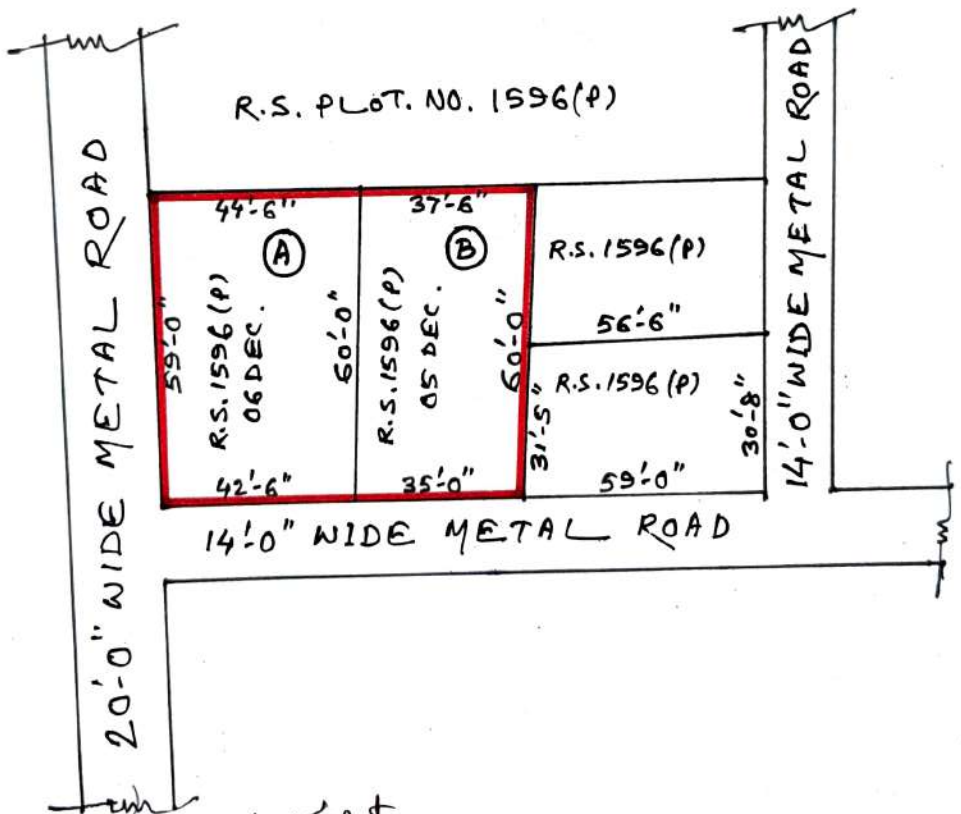 R.S. PLOT. NO. 1596(P)
20'-0" WIDE METAL ROAD
14'-0" WIDE METAL ROAD
44'-6"
37'-6"
A
B
59'-0"
R.S. 1596 (P)
06 DEC.
60'-0"
R.S. 1596 (P)
05 DEC.
60'-0"
R.S. 1596 (P)
56'-6"
R.S. 1596 (P)
31'-5"
30'-8"
42'-6"
35'-0"
59'-0"
14'-0" WIDE METAL ROAD